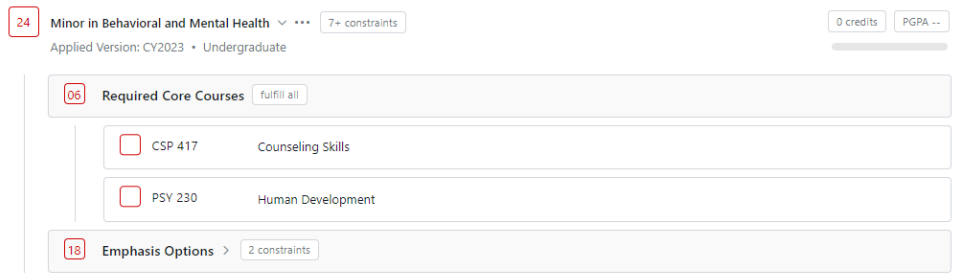 24 Minor in Behavioral and Mental Health 7+ constraints 0 credits PGPA --
Applied Version: CY2023 • Undergraduate
06 Required Core Courses fulfill all
CSP 417 Counseling Skills
PSY 230 Human Development
18 Emphasis Options 2 constraints